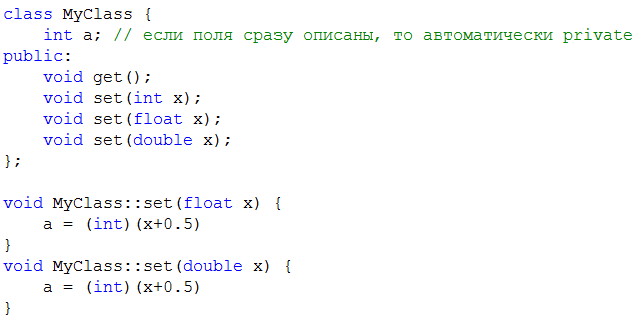 class MyClass {
    int a; // если поля сразу описаны, то автоматически private
public:
    void get();
    void set(int x);
    void set(float x);
    void set(double x);
};

void MyClass::set(float x) {
    a = (int)(x+0.5)
}
void MyClass::set(double x) {
    a = (int)(x+0.5)
}